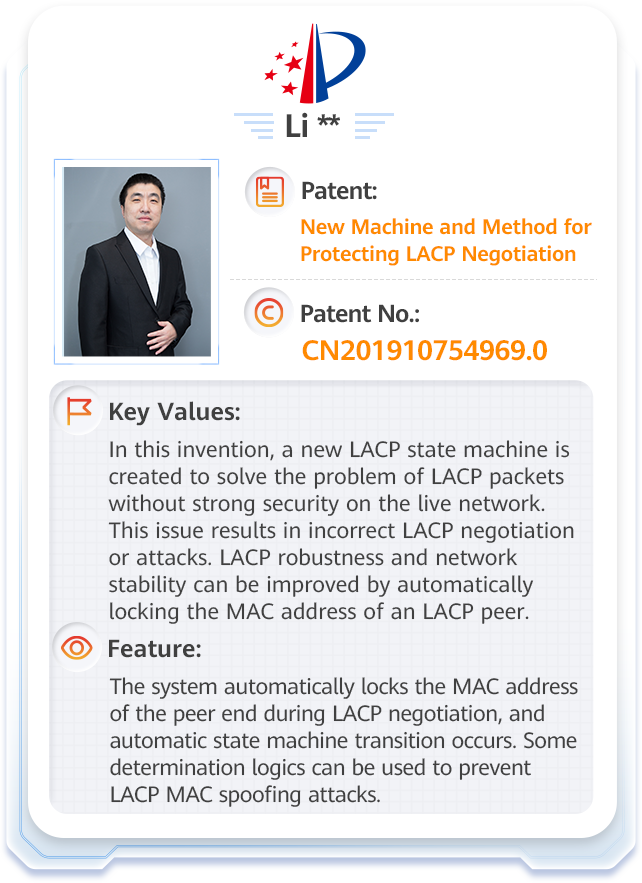 Li **
Patent:
New Machine and Method for
Protecting LACP Negotiation
Patent No.:
CN201910754969.0
Key Values:
In this invention, a new LACP state machine is
created to solve the problem of LACP packets
without strong security on the live network.
This issue results in incorrect LACP negotiation
or attacks. LACP robustness and network
stability can be improved by automatically
locking the MAC address of an LACP peer.
Feature:
The system automatically locks the MAC address
of the peer end during LACP negotiation, and
automatic state machine transition occurs. Some
determination logics can be used to prevent
LACP MAC spoofing attacks.